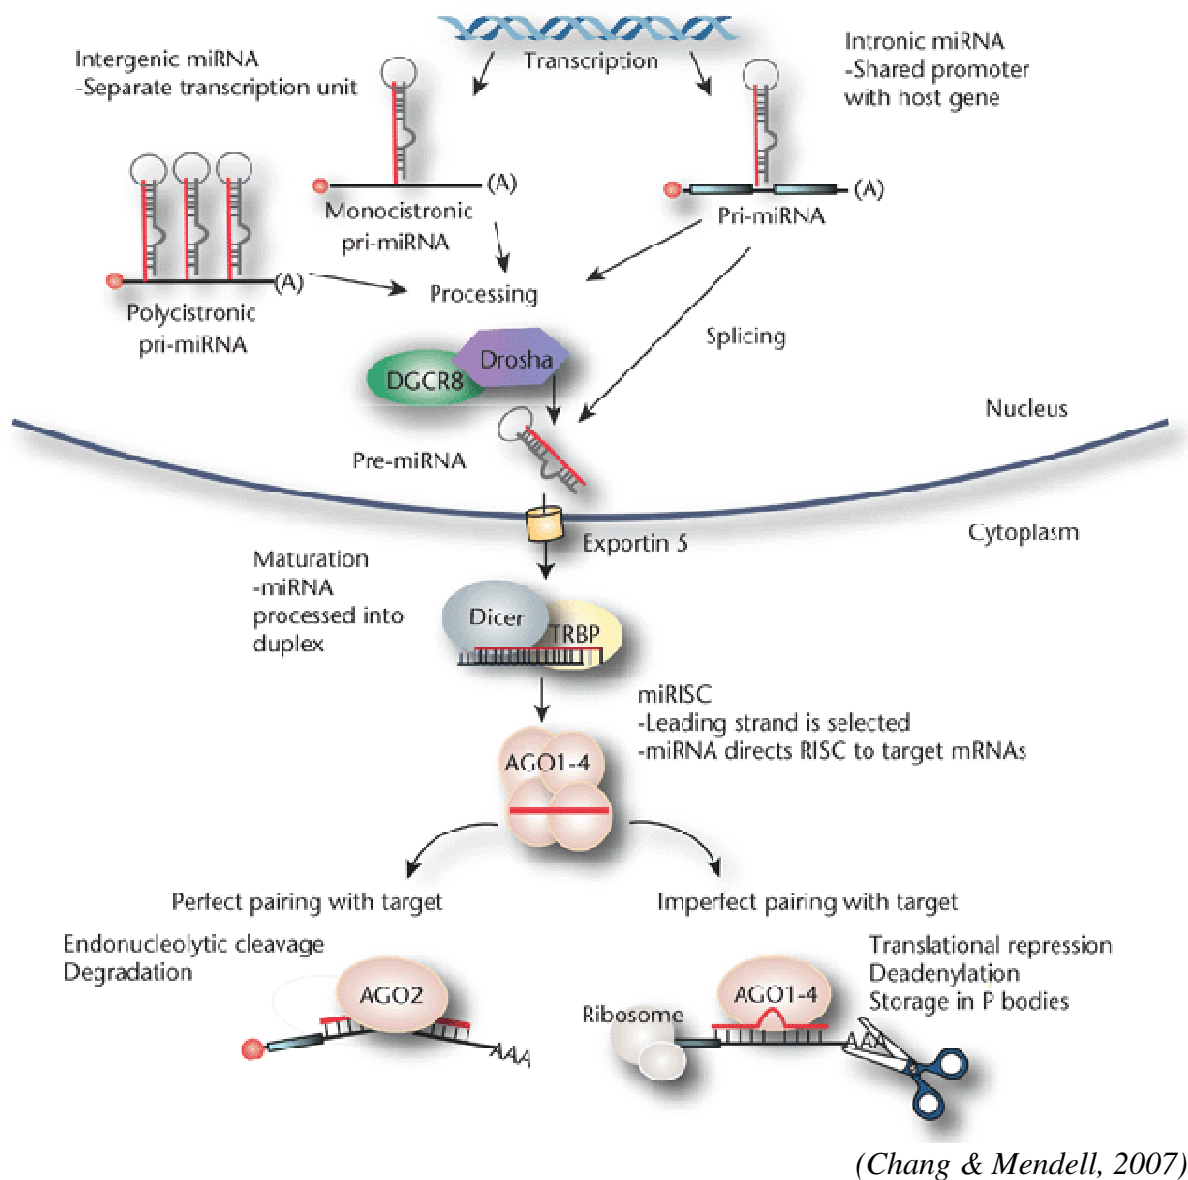 Transcription
Intergenic miRNA
-Separate transcription unit
Intronic miRNA
-Shared promoter
with host gene
(A)
Monocistronic
pri-miRNA
(A)
Pri-miRNA
(A)
Polycistronic
pri-miRNA
Processing
Splicing
DGCR8
Drosha
Nucleus
Pre-miRNA
Cytoplasm
Exportin 5
Maturation
-miRNA
processed into
duplex
Dicer
TRBP
miRISC
-Leading strand is selected
-miRNA directs RISC to target mRNAs
AGO1-4
Perfect pairing with target
Imperfect pairing with target
Endonucleolytic cleavage
Degradation
AGO2
AAA
Translational repression
Deadenylation
Storage in P bodies
AGO1-4
Ribosome
AAA
(Chang & Mendell, 2007)